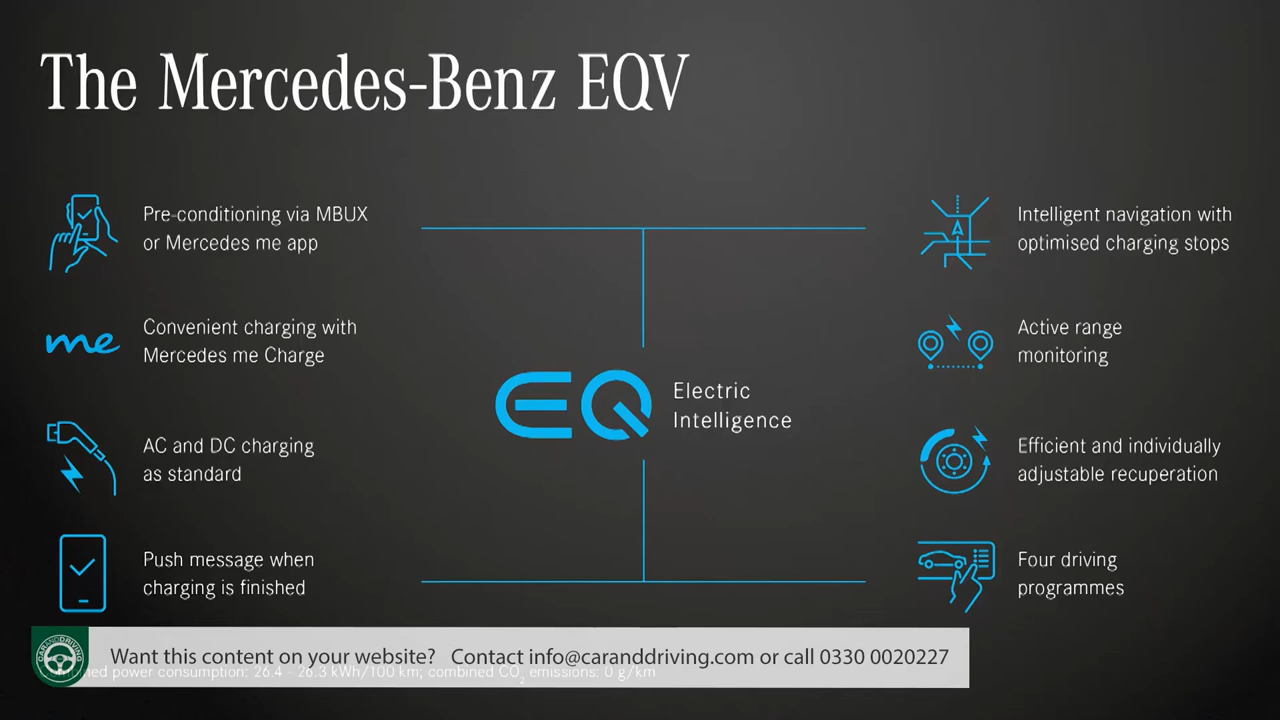 The Mercedes-Benz EQV
Pre-conditioning via MBUX
or Mercedes me app
me
Convenient charging with
Mercedes me Charge
AC and DC charging
as standard
Push message when
charging is finished
EQ
Electric
Intelligence
Intelligent navigation with
optimised charging stops
Active range
monitoring
Efficient and individually
adjustable recuperation
Four driving
programmes
CARANDDRIVING
Want this content on your website? Contact info@caranddriving.com or call 0330 0020227
power consumption: 26.4 - 26.3 kWh/100 km; combined CO₂ emissions: 0 g/km